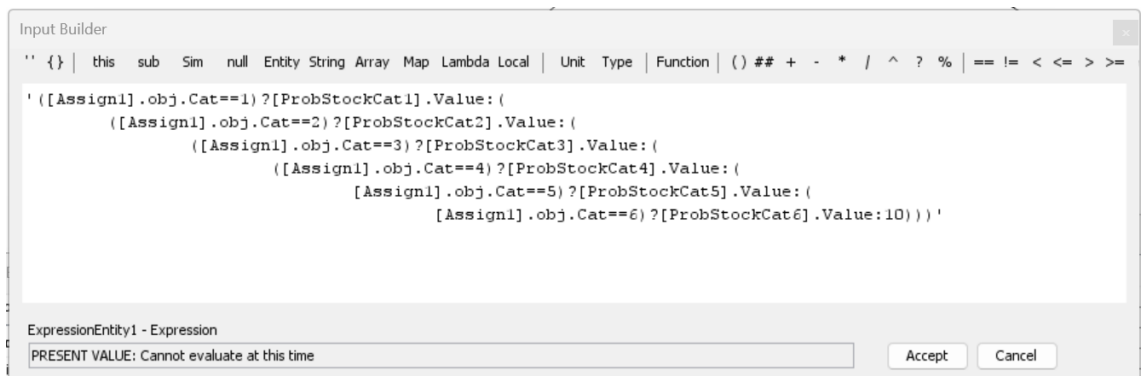 Input Builder
'' {} | this sub Sim null Entity String Array Map Lambda Local | Unit Type | Function | () ## + - * / ^ ? % | == != < <= > >=
'([Assign1].obj.Cat==1)?[ProbStockCat1].Value:(
([Assign1].obj.Cat==2)?[ProbStockCat2].Value:(
([Assign1].obj.Cat==3)?[ProbStockCat3].Value:(
([Assign1].obj.Cat==4)?[ProbStockCat4].Value:(
[Assign1].obj.Cat==5)?[ProbStockCat5].Value:(
[Assign1].obj.Cat==6)?[ProbStockCat6].Value:10)))'
ExpressionEntity1 - Expression
PRESENT VALUE: Cannot evaluate at this time
Accept Cancel